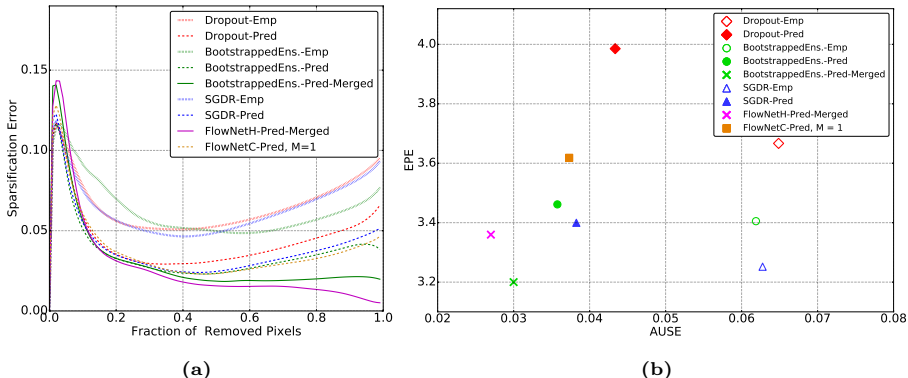 Dropout-Emp
Dropout-Pred
BootstrappedEns.-Emp
BootstrappedEns.-Pred
BootstrappedEns.-Pred-Merged
SGDR-Emp
SGDR-Pred
FlowNetH-Pred-Merged
FlowNetC-Pred, M=1
Sparsification Error
0.15
0.10
0.05
0.00
0.0 0.2 0.4 0.6 0.8 1.0
Fraction of Removed Pixels
(a)
Dropout-Emp
Dropout-Pred
BootstrappedEns.-Emp
BootstrappedEns.-Pred
BootstrappedEns.-Pred-Merged
SGDR-Emp
SGDR-Pred
FlowNetH-Pred-Merged
FlowNetC-Pred, M = 1
EPE
4.0
3.8
3.6
3.4
3.2
0.02 0.03 0.04 0.05 0.06 0.07 0.08
AUSE
(b)